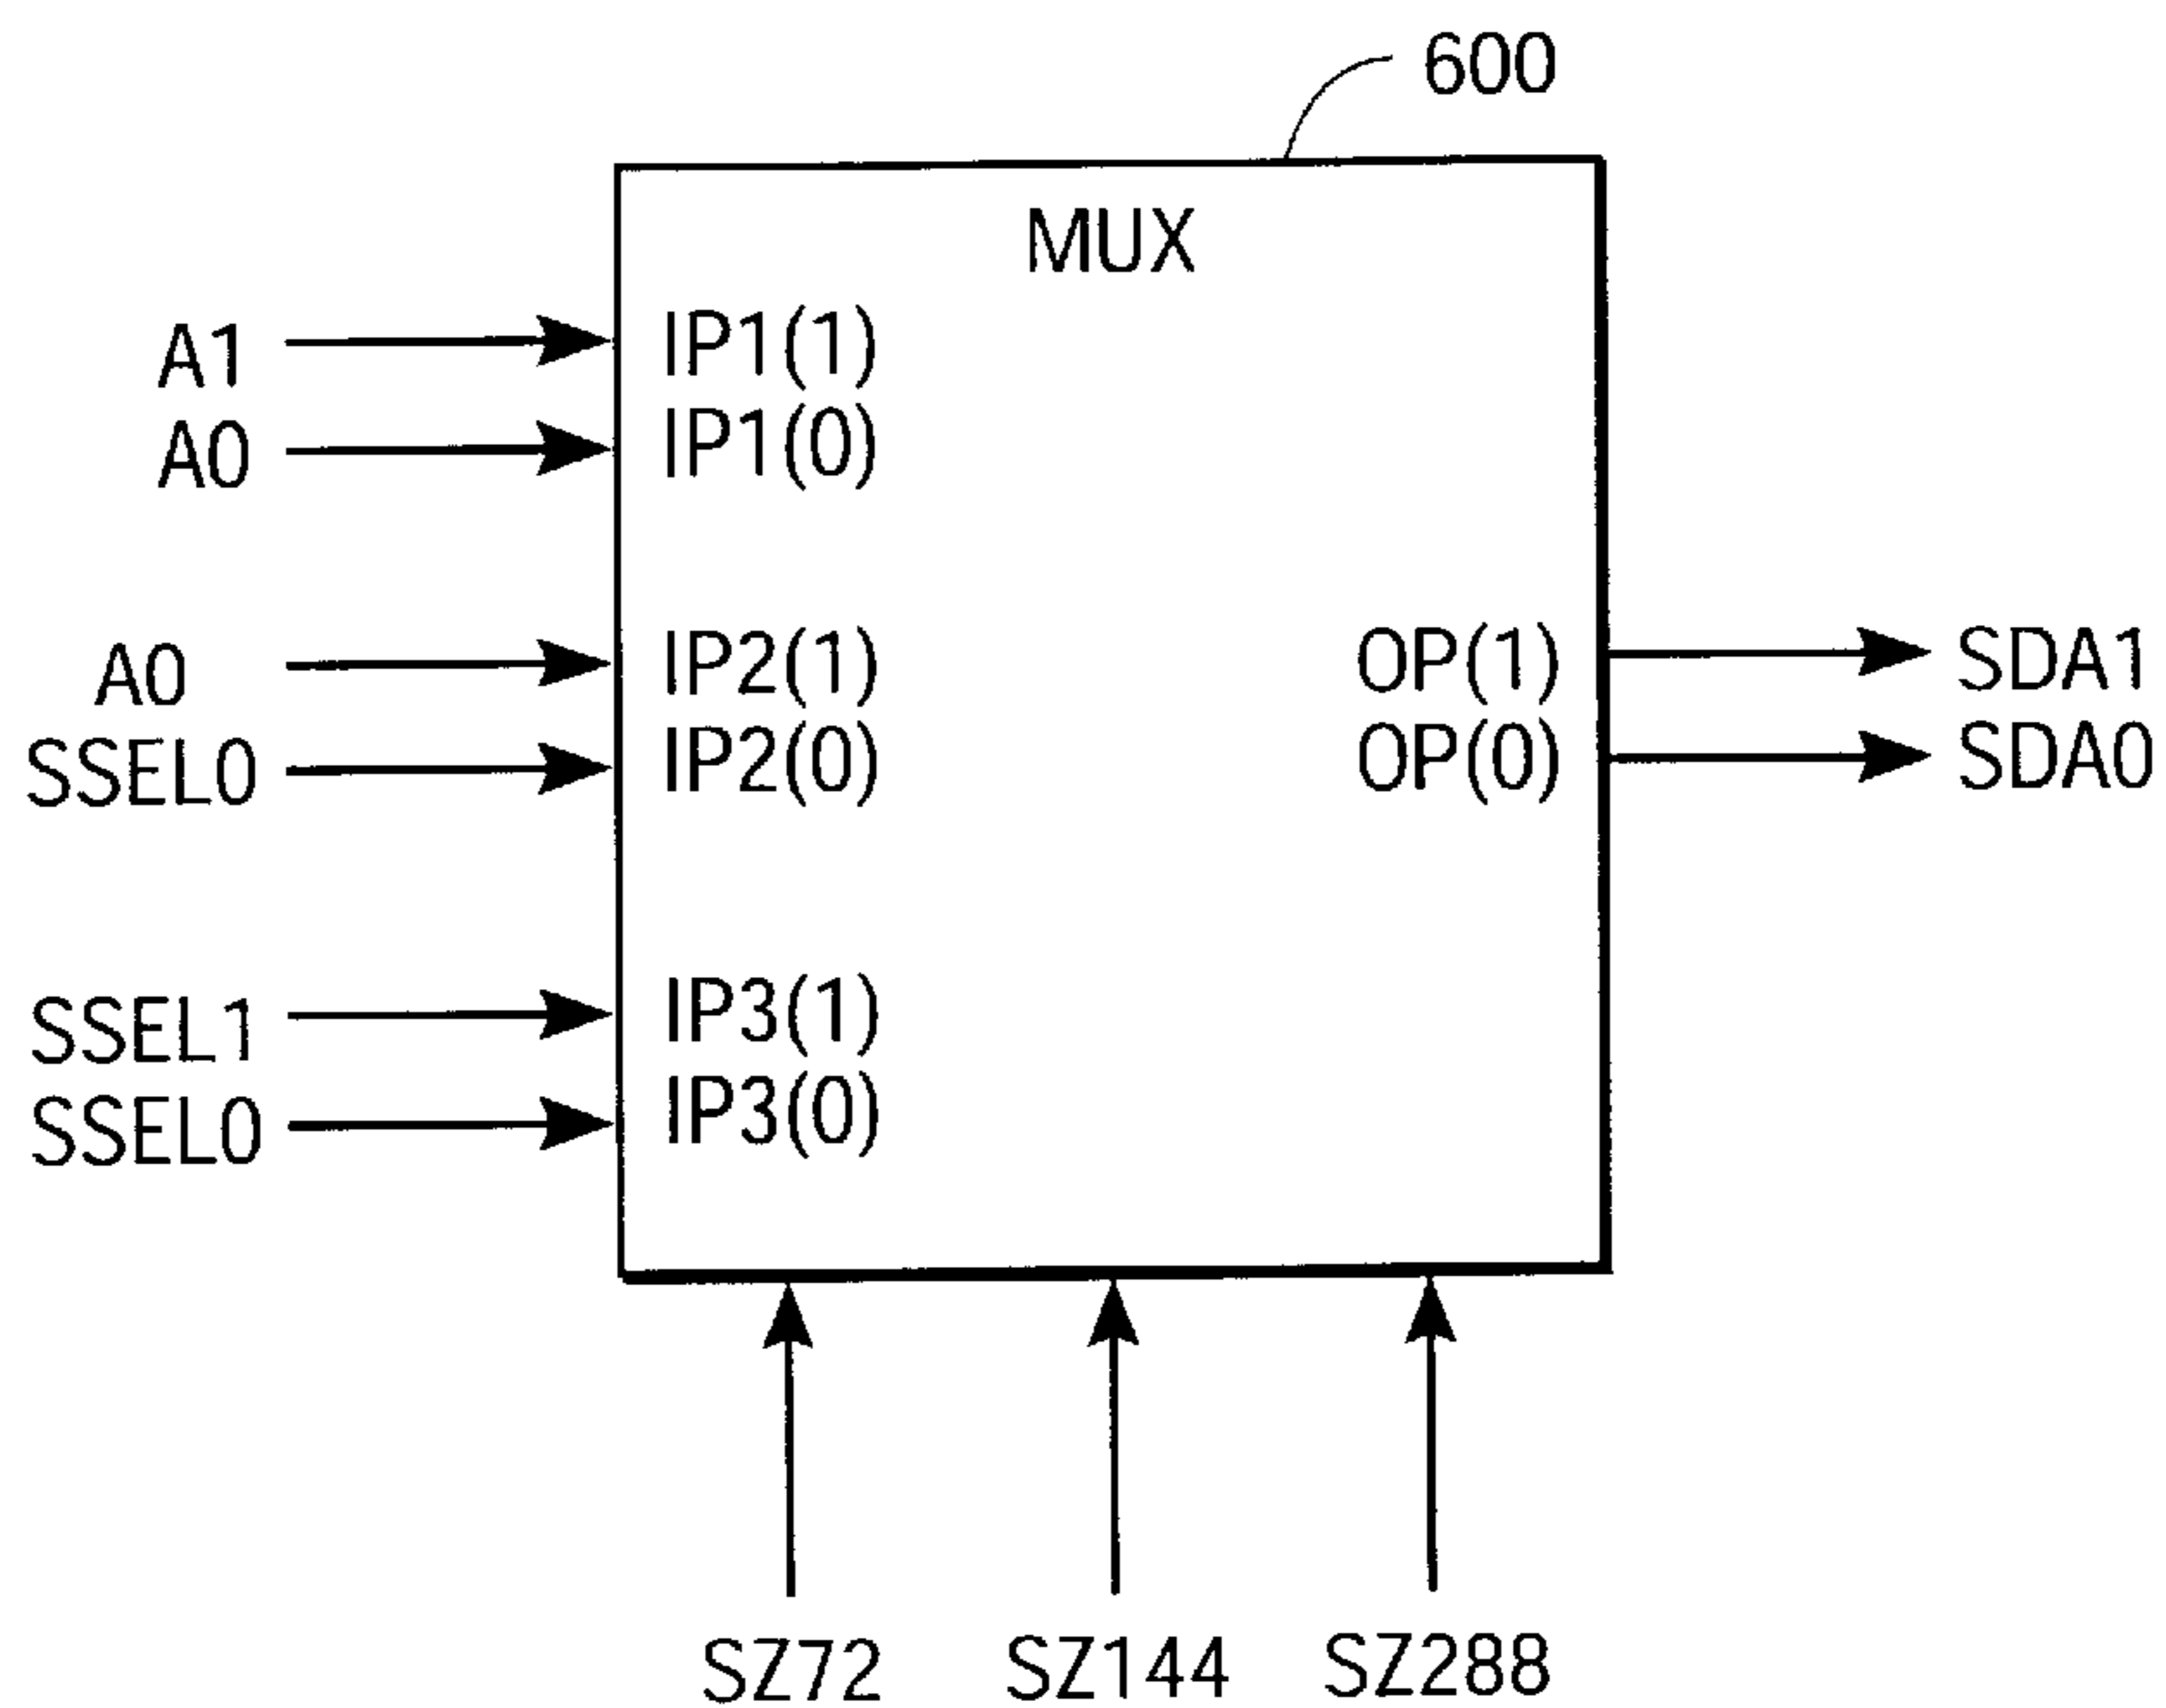 600
MUX
A1 IP1(1)
A0 IP1(0)
A0 IP2(1) OP(1) SDA1
SSEL0 IP2(0) OP(0) SDA0
SSEL1 IP3(1)
SSEL0 IP3(0)
SZ72 SZ144 SZ288